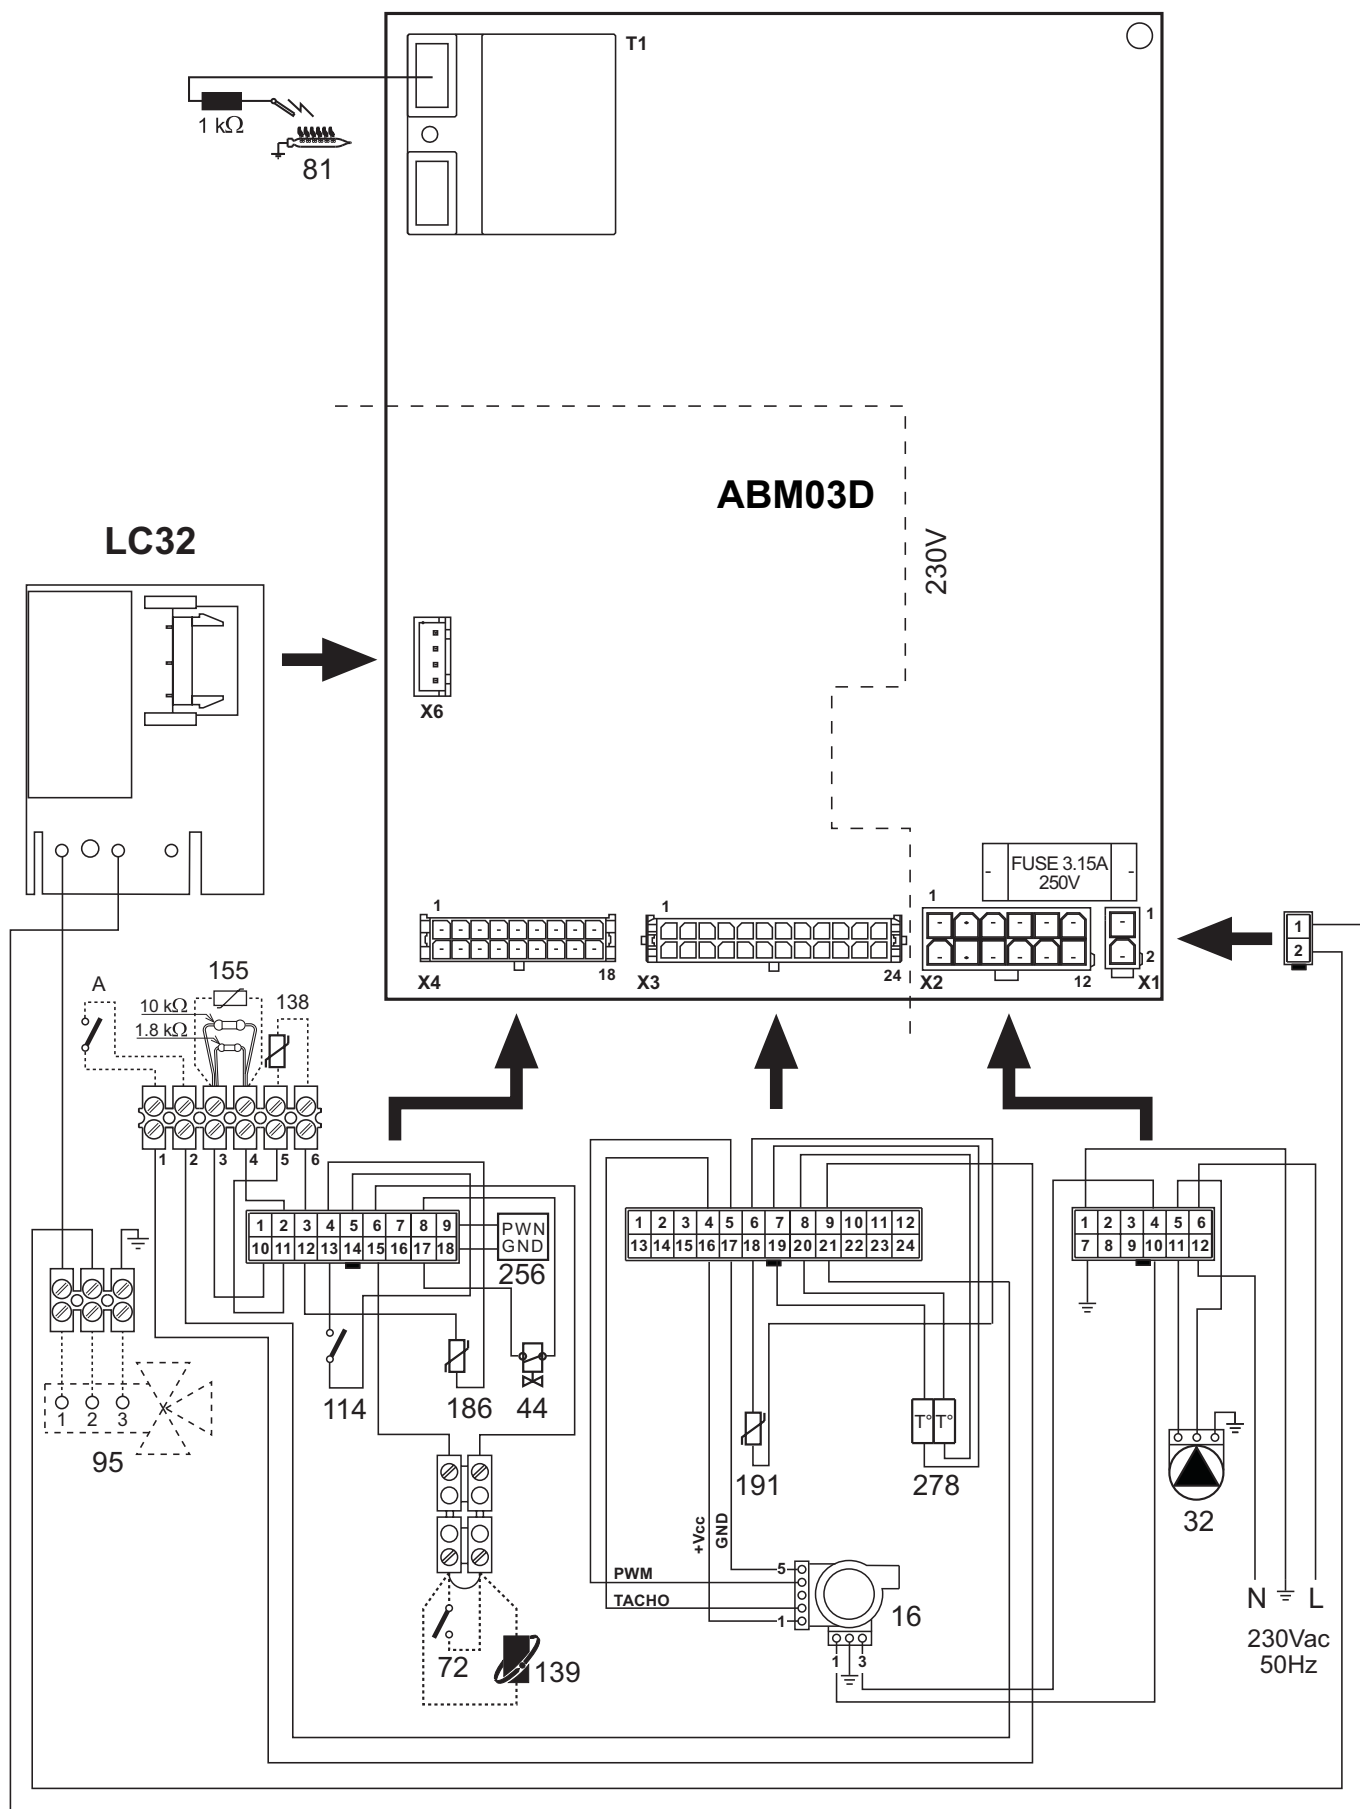 T1
1 kΩ
81
ABM03D
230V
LC32
X6
FUSE 3.15A
250V
1
1
1
1
2
18
24
12
X4
X3
X2
X1
1
2
A
155
138
10 kΩ
1.8 kΩ
1 2 3 4 5 6
1 2 3 4 5 6 7 8 9
10 11 12 13 14 15 16 17 18
PWN
GND
256
1 2 3 4 5 6 7 8 9 10 11 12
13 14 15 16 17 18 19 20 21 22 23 24
1 2 3 4 5 6
7 8 9 10 11 12
1 2 3
95
114
186
44
T° T°
191
278
32
+Vcc
GND
PWM
TACHO
5
1
16
1 3
72
139
N L
230Vac
50Hz